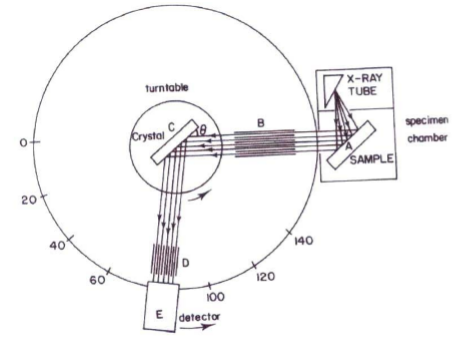 X-RAY
TUBE
turntable
specimen
chamber
B
C
Crystal
θ
A
SAMPLE
0
20
40
60
100
120
140
D
E
detector